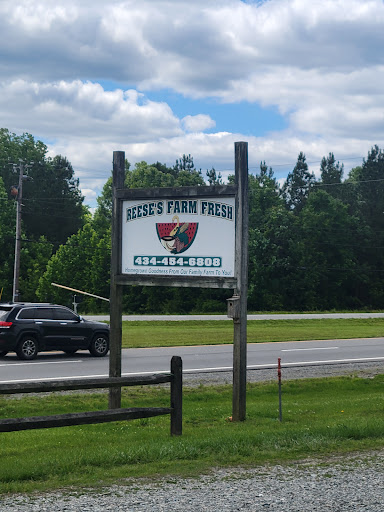 REESE'S FARM FRESH
434-454-6808
Homegrown Goodness From Our Family Farm To You!